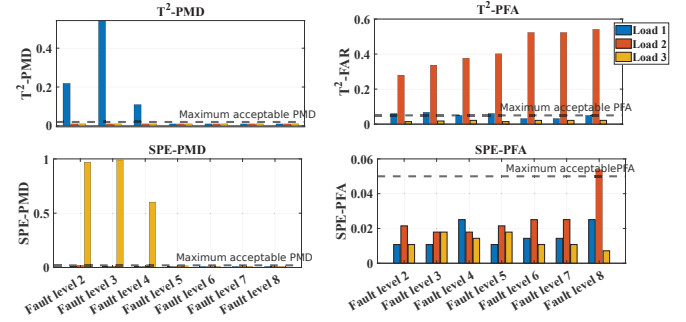 T²-PMD
T²-PMD
0.4
0.2
0
Maximum acceptable PMD
T²-PFA
T²-FAR
0.6
0.4
0.2
0
Load 1
Load 2
Load 3
Maximum acceptable PFA
SPE-PMD
SPE-PMD
1
0.5
0
Maximum acceptable PMD
Fault level 2
Fault level 3
Fault level 4
Fault level 5
Fault level 6
Fault level 7
Fault level 8
SPE-PFA
SPE-PFA
0.06
0.04
0.02
0
Maximum acceptablePFA
Fault level 2
Fault level 3
Fault level 4
Fault level 5
Fault level 6
Fault level 7
Fault level 8